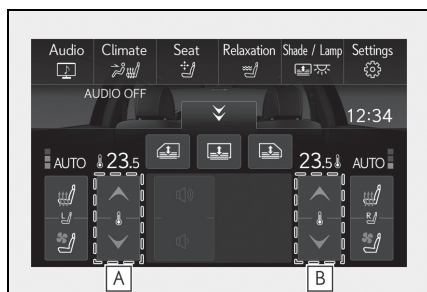 Audio Climate Seat Relaxation Shade / Lamp Settings
AUDIO OFF
12:34
AUTO 23.5 23.5 AUTO
L R
A B